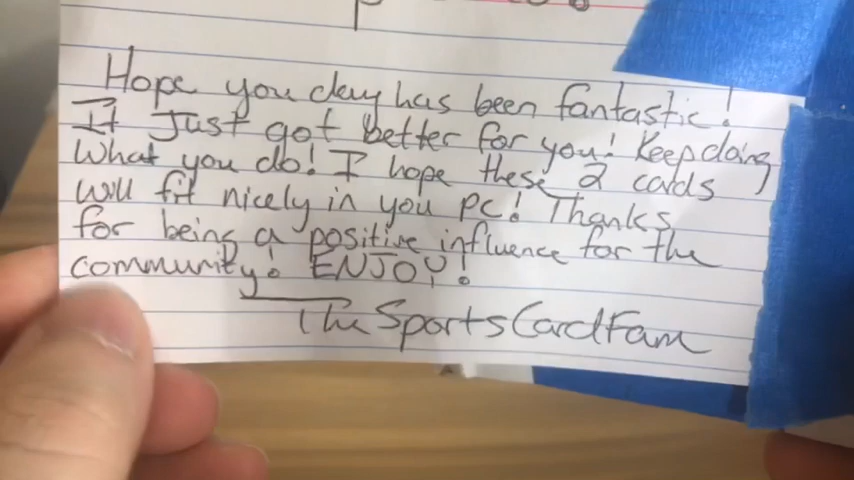 Hope you day has been fantastic!
It Just got better for you! Keep doing
What you do! I hope these 2 cards
Will fit nicely in you pc! Thanks
for being a positive influence for the
community! ENJOY!
The SportsCardFam